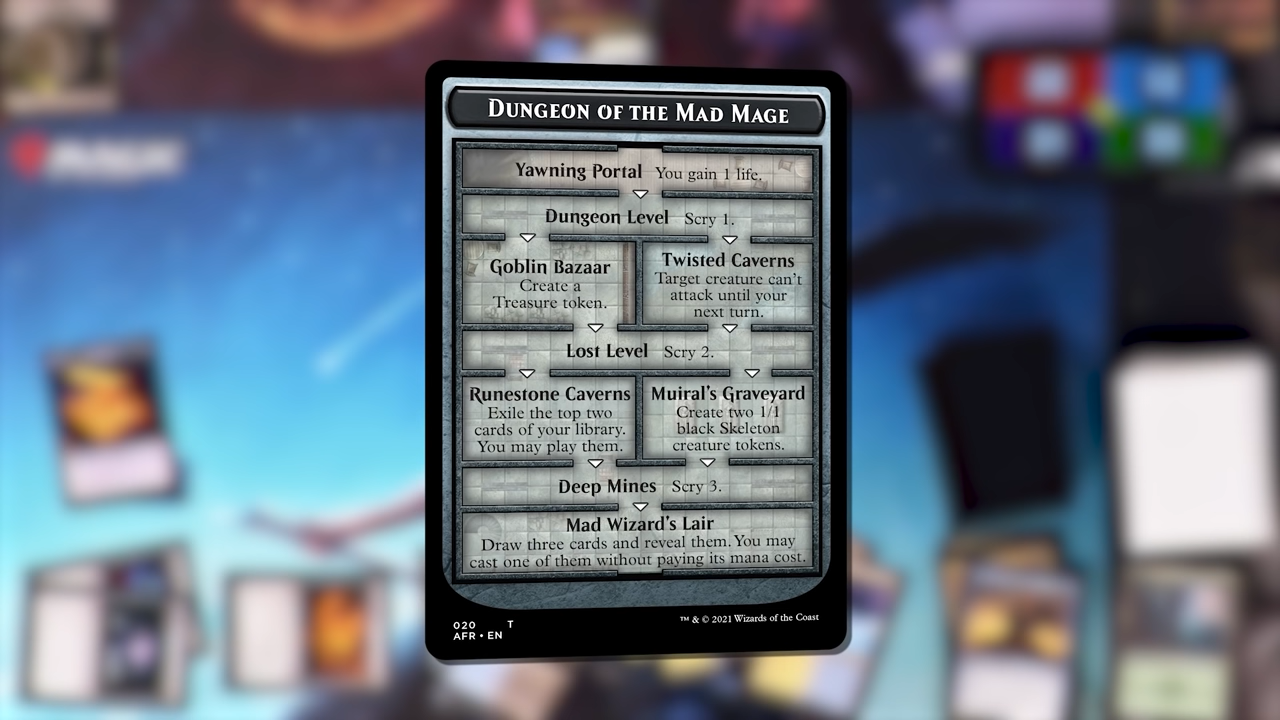 DUNGEON OF THE MAD MAGE
Yawning Portal You gain 1 life.
Dungeon Level Scry 1.
Goblin Bazaar
Create a
Treasure token.
Twisted Caverns
Target creature can't
attack until your
next turn.
Lost Level Scry 2.
Runestone Caverns
Exile the top two
cards of your library.
You may play them.
Muiral's Graveyard
Create two 1/1
black Skeleton
creature tokens.
Deep Mines Scry 3.
Mad Wizard's Lair
Draw three cards and reveal them. You may
cast one of them without paying its mana cost.
020 T
AFR • EN
™ & © 2021 Wizards of the Coast